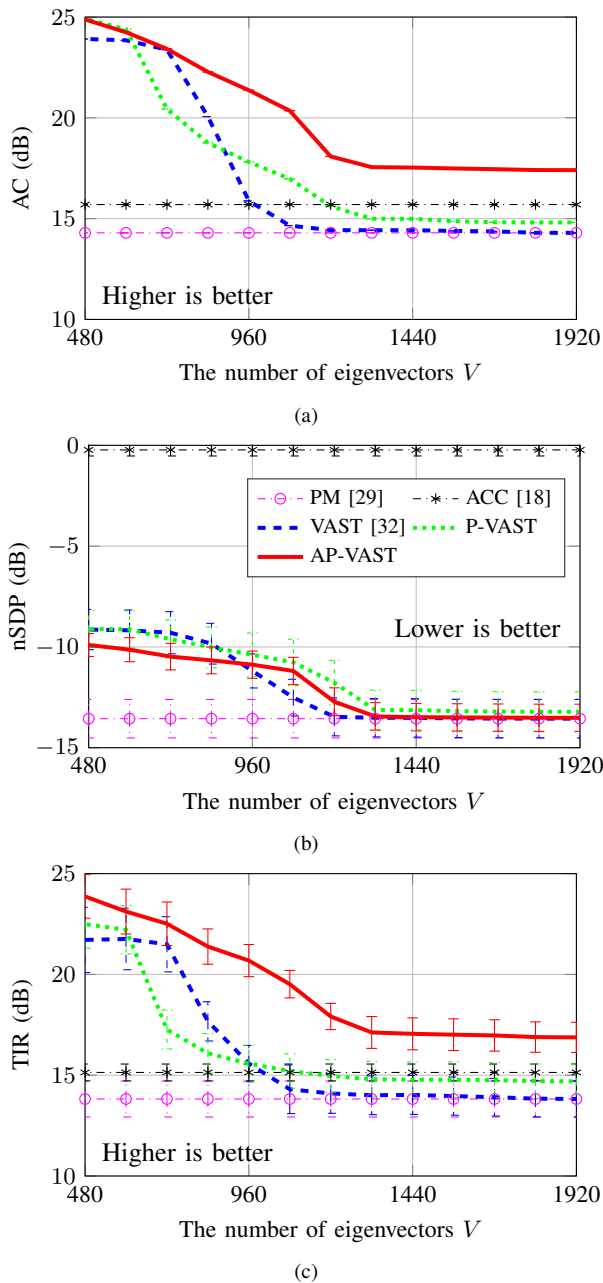 25
20
15
10
AC (dB)
Higher is better
480 960 1440 1920
The number of eigenvectors V
(a)
0
−5
−10
−15
nSDP (dB)
PM [29] ACC [18]
VAST [32] P-VAST
AP-VAST
Lower is better
480 960 1440 1920
The number of eigenvectors V
(b)
25
20
15
10
TIR (dB)
Higher is better
480 960 1440 1920
The number of eigenvectors V
(c)